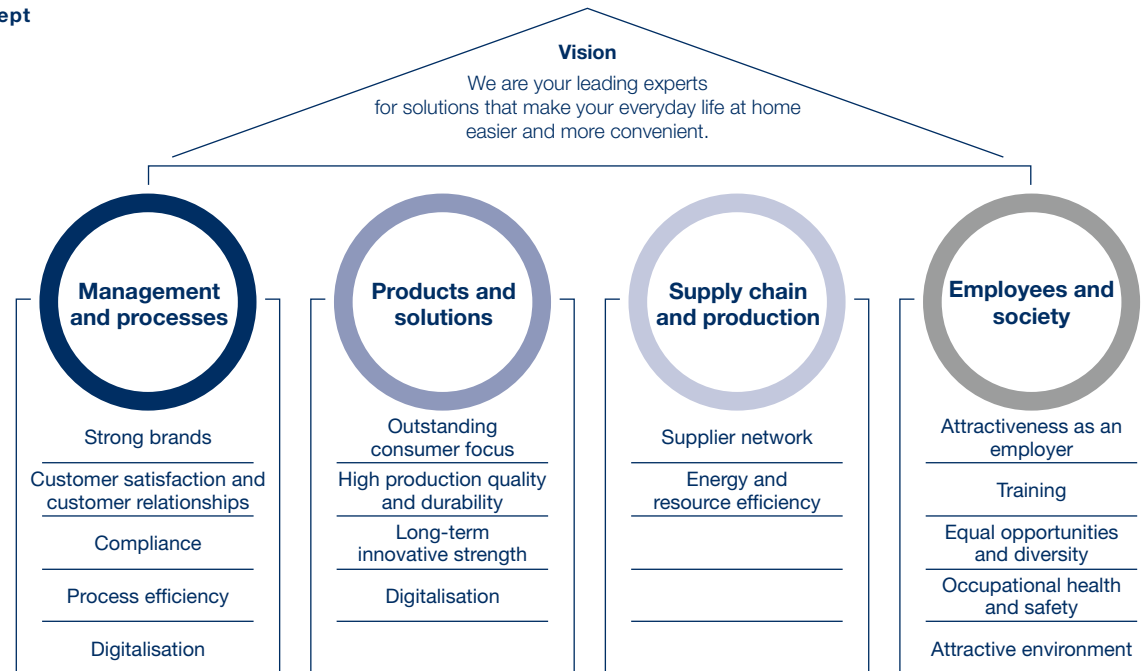 ept
Vision
We are your leading experts
for solutions that make your everyday life at home
easier and more convenient.
Management
and processes
Strong brands
Customer satisfaction and
customer relationships
Compliance
Process efficiency
Digitalisation
Products and
solutions
Outstanding
consumer focus
High production quality
and durability
Long-term
innovative strength
Digitalisation
Supply chain
and production
Supplier network
Energy and
resource efficiency
Employees and
society
Attractiveness as an
employer
Training
Equal opportunities
and diversity
Occupational health
and safety
Attractive environment